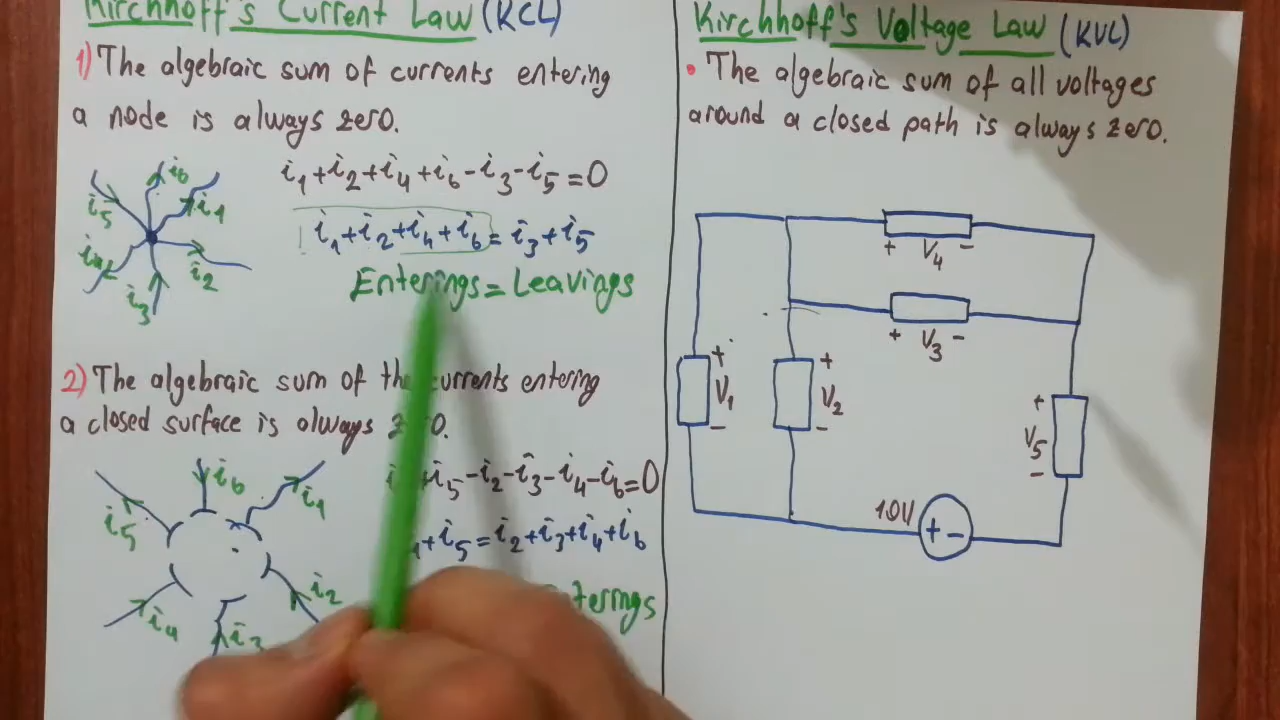 Kirchhoff's Current Law (KCL)
1) The algebraic sum of currents entering
a node is always zero.
i1+i2+i4+i6-i3-i5=0
i1+i2+i4+i6=i3+i5
Enterings=Leavings
i6
i5
i1
i4
i2
i3
2) The algebraic sum of the currents entering
a closed surface is always zero.
i5-i2-i3-i4-i6=0
+i5=i2+i3+i4+i6
i6
i1
i5
i2
i4
i3
Kirchhoff's Voltage Law (KVL)
• The algebraic sum of all voltages
around a closed path is always zero.
+ V4 -
+ V3 -
+ V1 -
+ V2 -
+ V5 -
10V
+ -